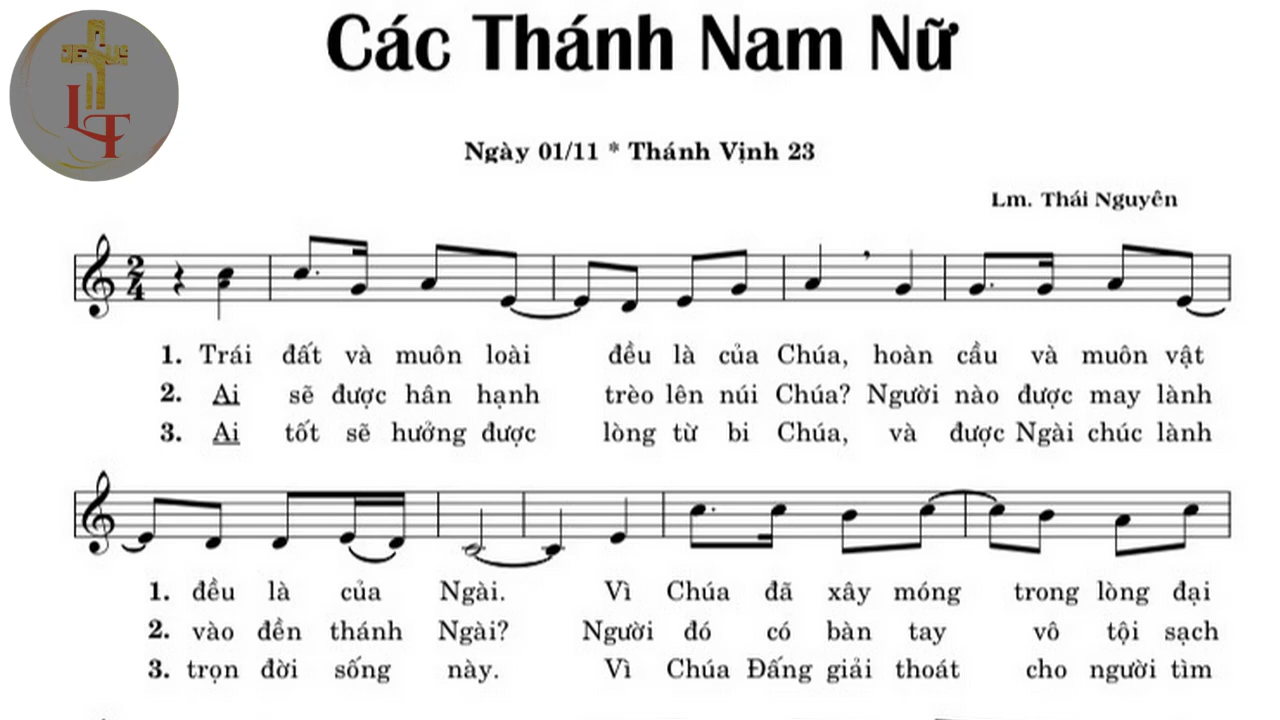 JESUS
LT
Các Thánh Nam Nữ
Ngày 01/11 * Thánh Vịnh 23
Lm. Thái Nguyên
2
4
1. Trái đất và muôn loài đều là của Chúa, hoàn cầu và muôn vật
2. Ai sẽ được hân hạnh trèo lên núi Chúa? Người nào được may lành
3. Ai tốt sẽ hưởng được lòng từ bi Chúa, và được Ngài chúc lành
1. đều là của Ngài. Vì Chúa đã xây móng trong lòng đại
2. vào đền thánh Ngài? Người đó có bàn tay vô tội sạch
3. trọn đời sống này. Vì Chúa Đấng giải thoát cho người tìm